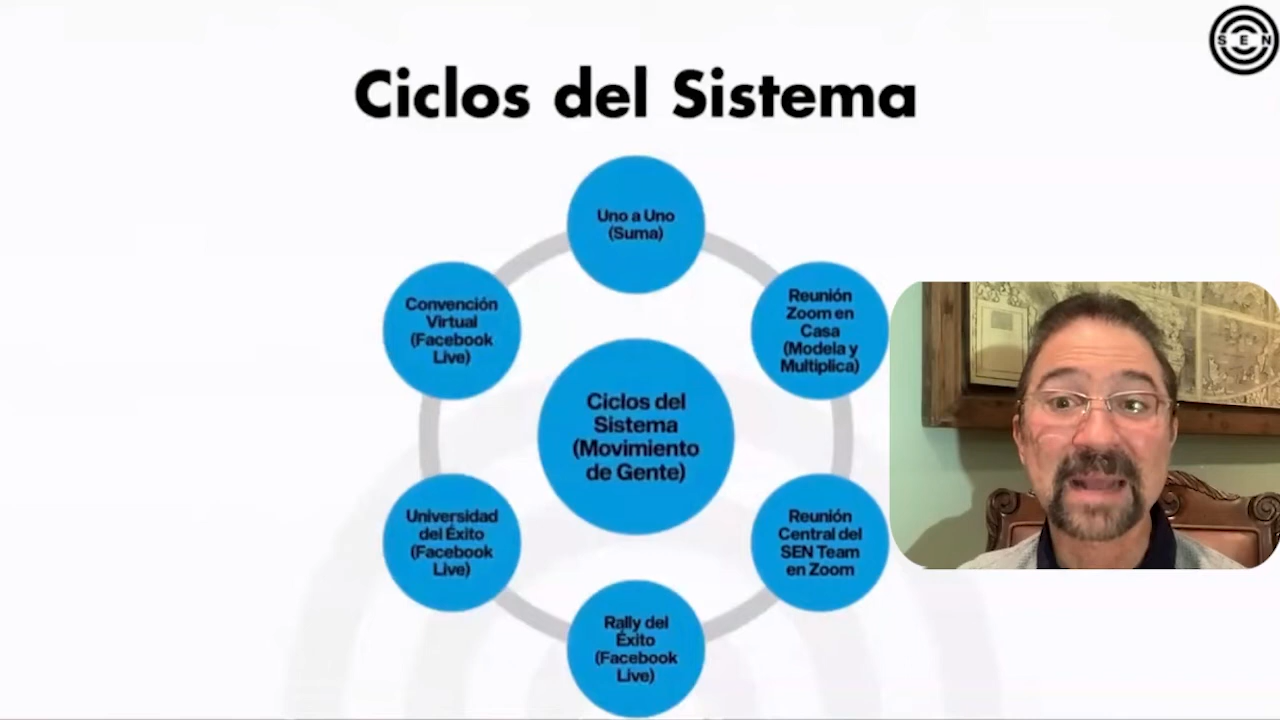 SEN
Ciclos del Sistema
Uno a Uno
(Suma)
Reunión
Zoom en
Casa
(Modela y
Multiplica)
Reunión
Central del
SEN Team
en Zoom
Rally del
Éxito
(Facebook
Live)
Universidad
del Éxito
(Facebook
Live)
Convención
Virtual
(Facebook
Live)
Ciclos del
Sistema
(Movimiento
de Gente)